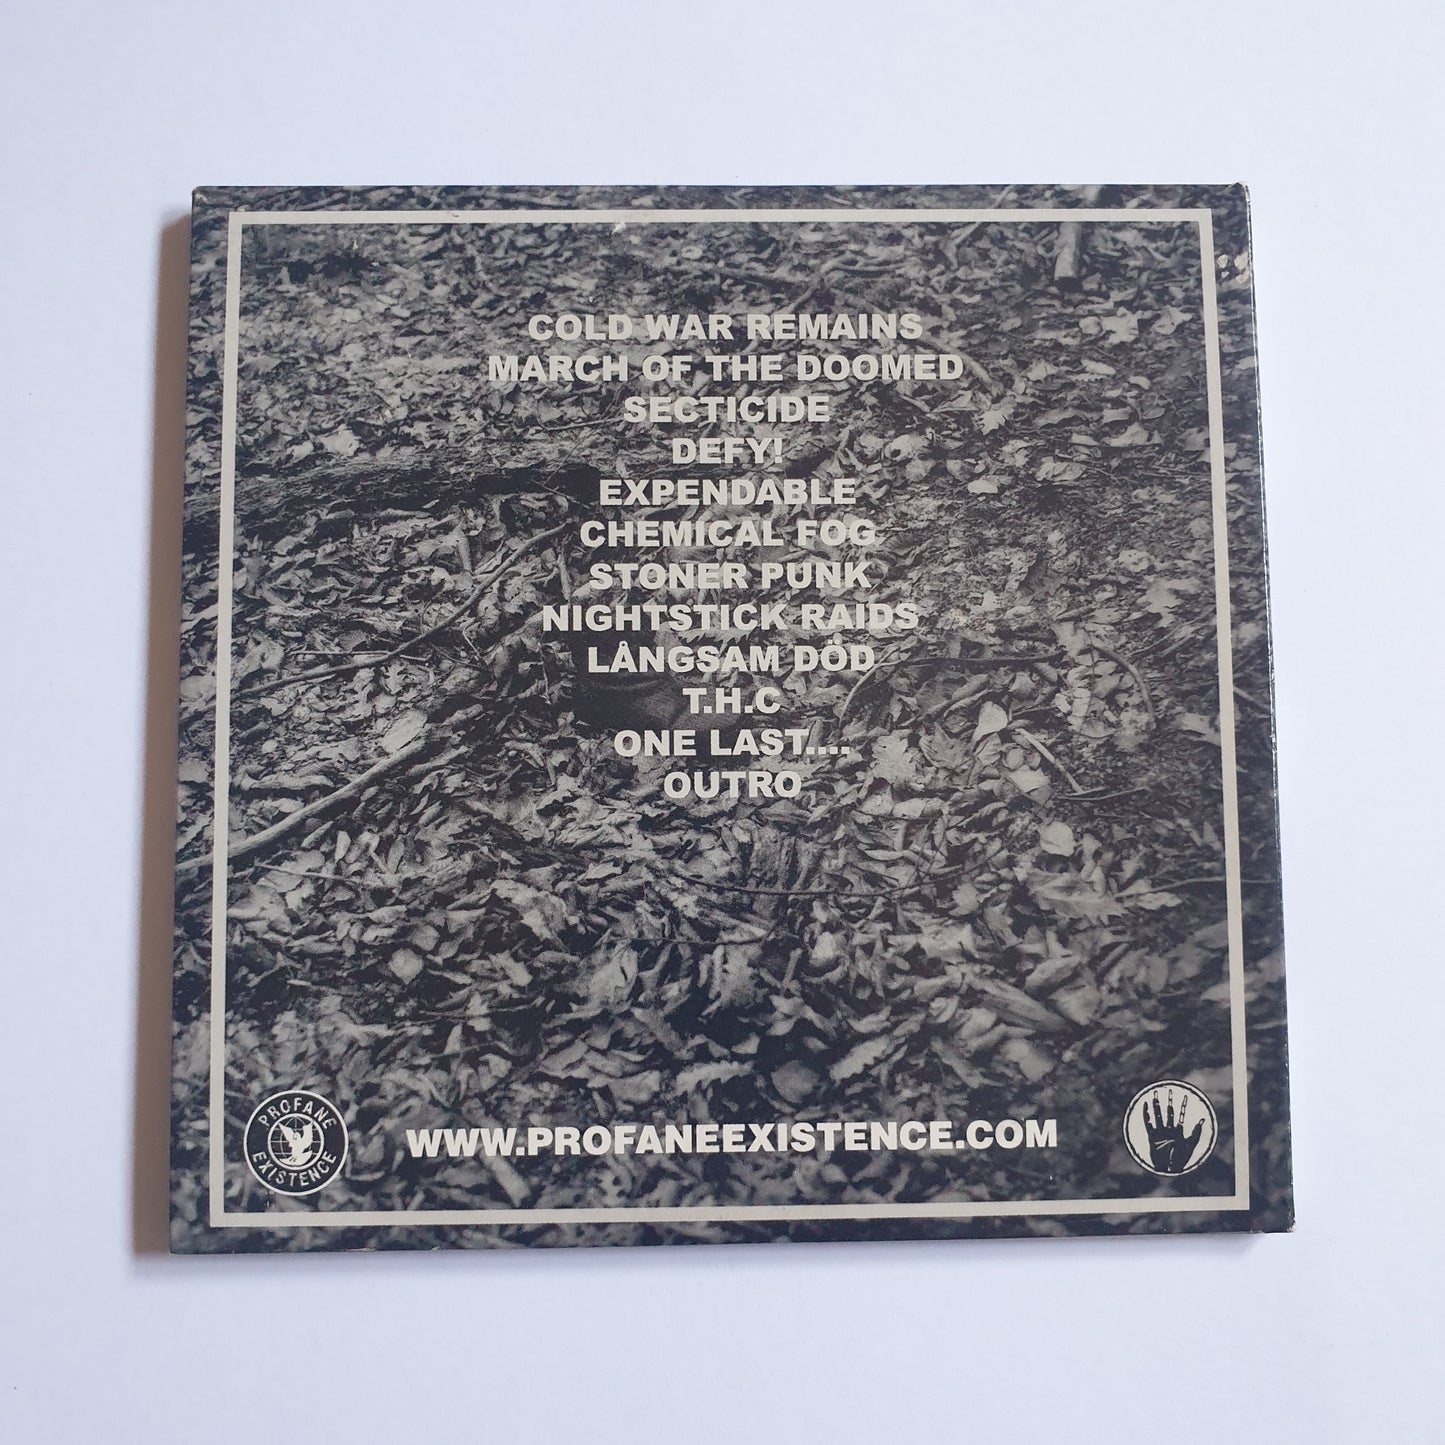 COLD WAR REMAINS
MARCH OF THE DOOMED
SECTICIDE
DEFY!
EXPENDABLE
CHEMICAL FOG
STONER PUNK
NIGHTSTICK RAIDS
LÅNGSAM DÖD
T.H.C
ONE LAST....
OUTRO
PROFANE EXISTENCE
WWW.PROFANEEXISTENCE.COM